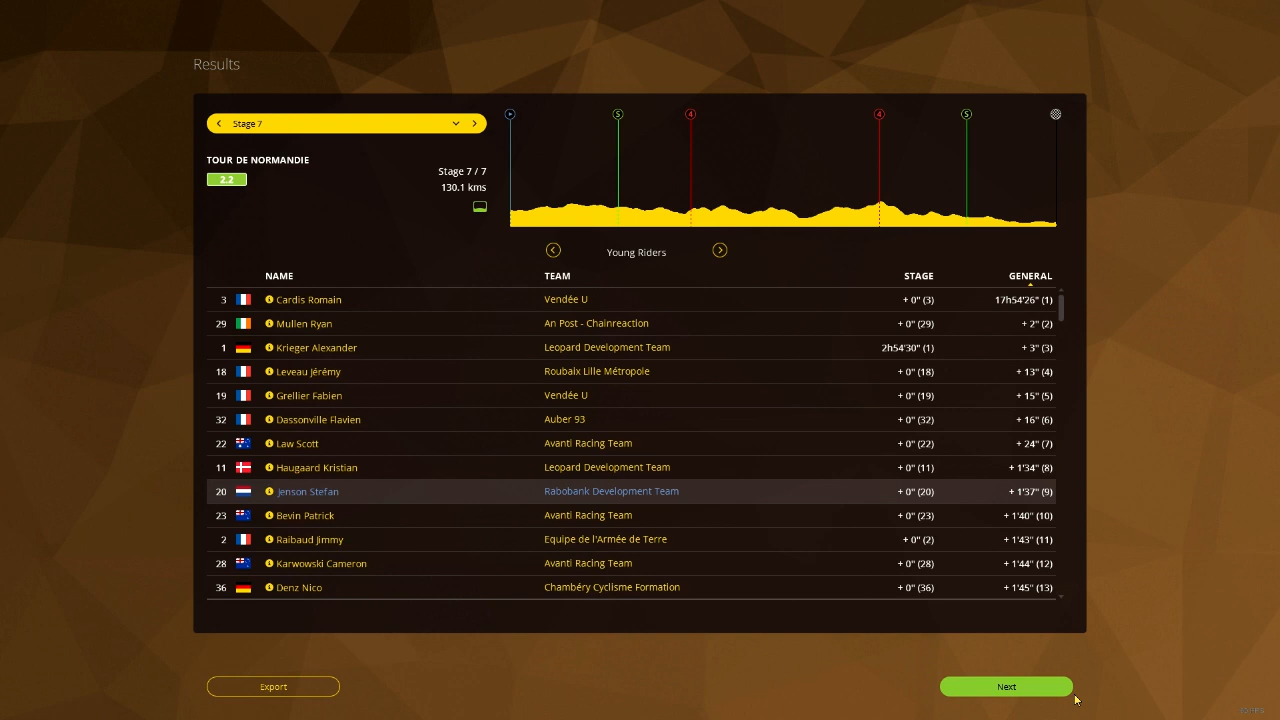 Results
Stage 7
TOUR DE NORMANDIE
2.2
Stage 7 / 7
130.1 kms
S 4 4 S
Young Riders
NAME TEAM STAGE GENERAL
3 Cardis Romain Vendée U + 0" (3) 17h54'26" (1)
29 Mullen Ryan An Post - Chainreaction + 0" (29) + 2" (2)
1 Krieger Alexander Leopard Development Team 2h54'30" (1) + 3" (3)
18 Leveau Jérémy Roubaix Lille Métropole + 0" (18) + 13" (4)
19 Grellier Fabien Vendée U + 0" (19) + 15" (5)
32 Dassonville Flavien Auber 93 + 0" (32) + 16" (6)
22 Law Scott Avanti Racing Team + 0" (22) + 24" (7)
11 Haugaard Kristian Leopard Development Team + 0" (11) + 1'34" (8)
20 Jenson Stefan Rabobank Development Team + 0" (20) + 1'37" (9)
23 Bevin Patrick Avanti Racing Team + 0" (23) + 1'40" (10)
2 Raibaud Jimmy Equipe de l'Armée de Terre + 0" (2) + 1'43" (11)
28 Karwowski Cameron Avanti Racing Team + 0" (28) + 1'44" (12)
36 Denz Nico Chambéry Cyclisme Formation + 0" (36) + 1'45" (13)
Export Next